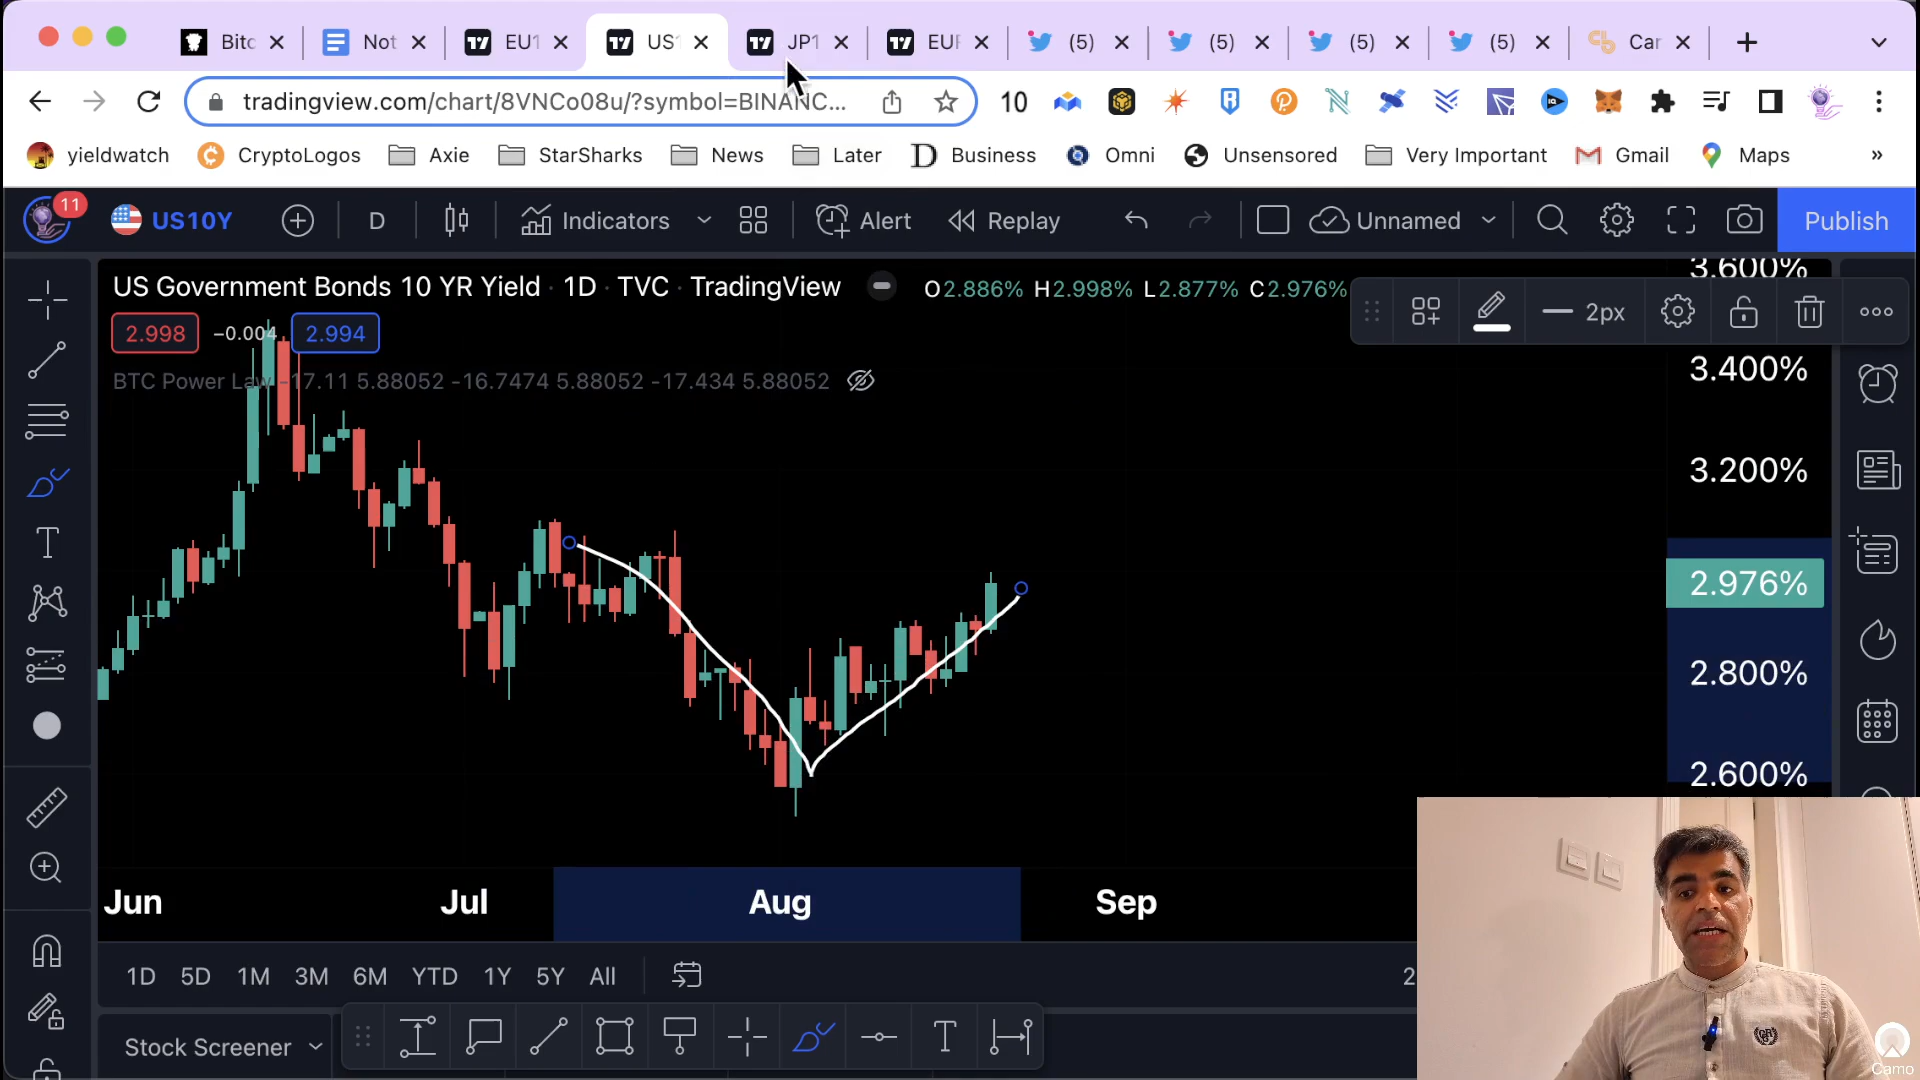 Bitc
Not
EU1
US1
JP1
EUR
(5)
(5)
(5)
(5)
Car
tradingview.com/chart/8VNCo08u/?symbol=BINANC...
10
yieldwatch
CryptoLogos
Axie
StarSharks
News
Later
Business
Omni
Unsensored
Very Important
Gmail
Maps
»
11
US10Y
D
Indicators
Alert
Replay
Unnamed
Publish
US Government Bonds 10 YR Yield · 1D · TVC · TradingView
O2.886% H2.998% L2.877% C2.976%
2.998
−0.004
2.994
2px
BTC Power Law -17.11 5.88052 -16.7474 5.88052 -17.434 5.88052
3.600%
3.400%
3.200%
2.976%
2.800%
2.600%
Jun
Jul
Aug
Sep
1D 5D 1M 3M 6M YTD 1Y 5Y All
2
Stock Screener
Camo